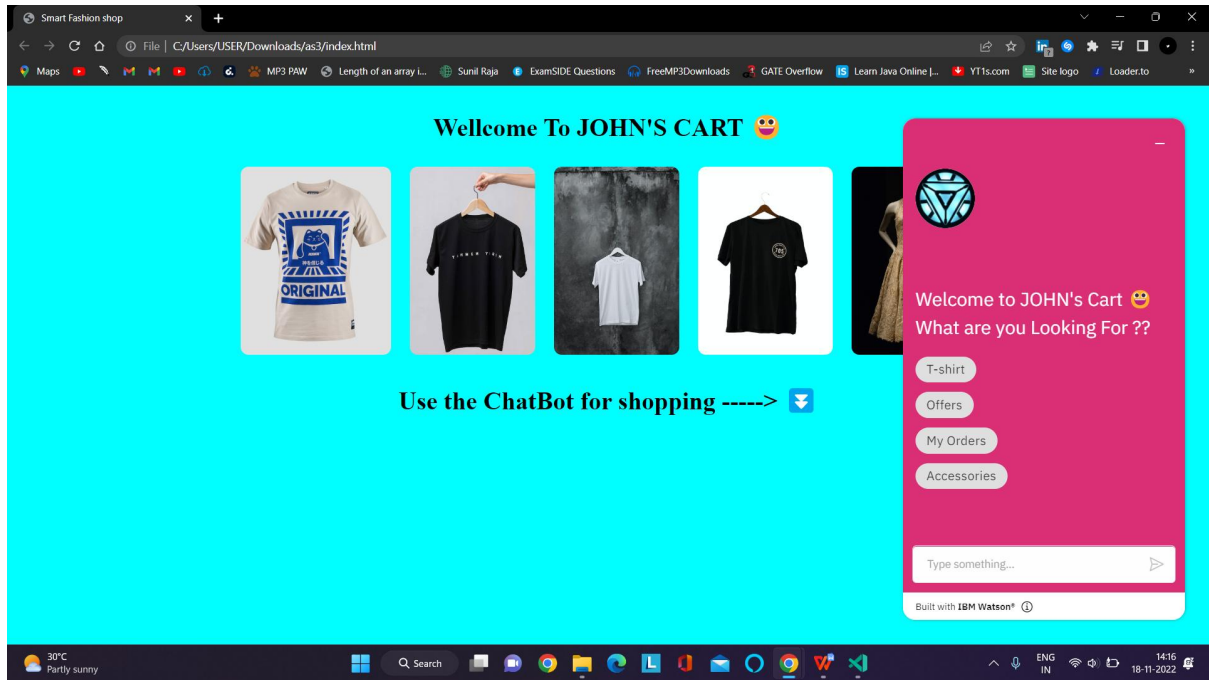 Smart Fashion shop
File | C:/Users/USER/Downloads/as3/index.html
Maps MP3 PAW Length of an array i... Sunil Raja ExamSIDE Questions FreeMP3Downloads GATE Overflow Learn Java Online |... YT1s.com Site logo Loader.to »
Wellcome To JOHN'S CART 😀
ORIGINAL
Use the ChatBot for shopping -----> ⏬
Welcome to JOHN's Cart 😀
What are you Looking For ??
T-shirt
Offers
My Orders
Accessories
Type something...
Built with IBM Watson®
30°C
Partly sunny
Search
ENG
IN
14:16
18-11-2022